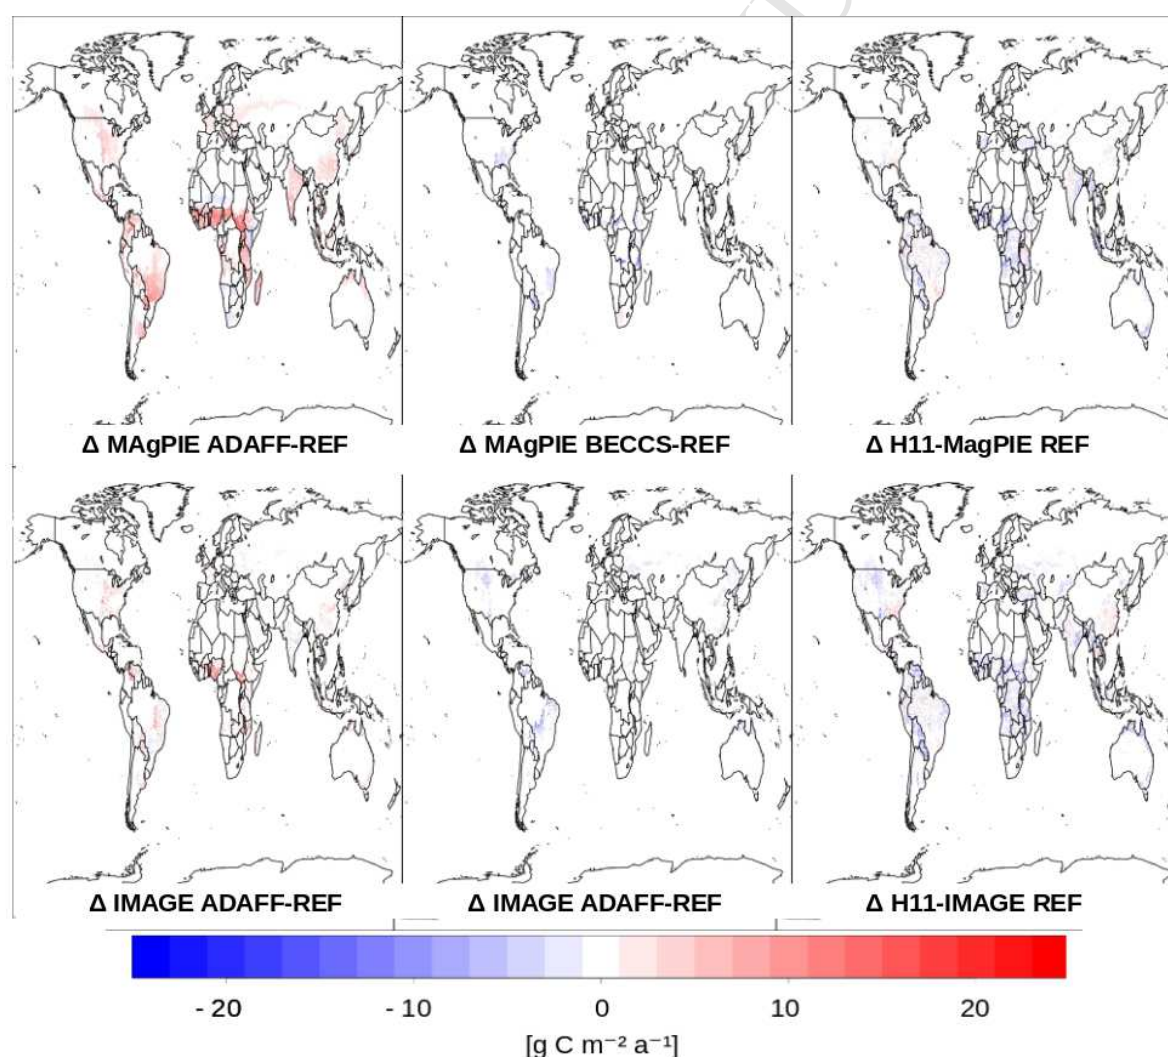 Δ MAgPIE ADAFF-REF Δ MAgPIE BECCS-REF Δ H11-MagPIE REF
Δ IMAGE ADAFF-REF Δ IMAGE ADAFF-REF Δ H11-IMAGE REF
- 20 - 10 0 10 20
[g C m⁻² a⁻¹]